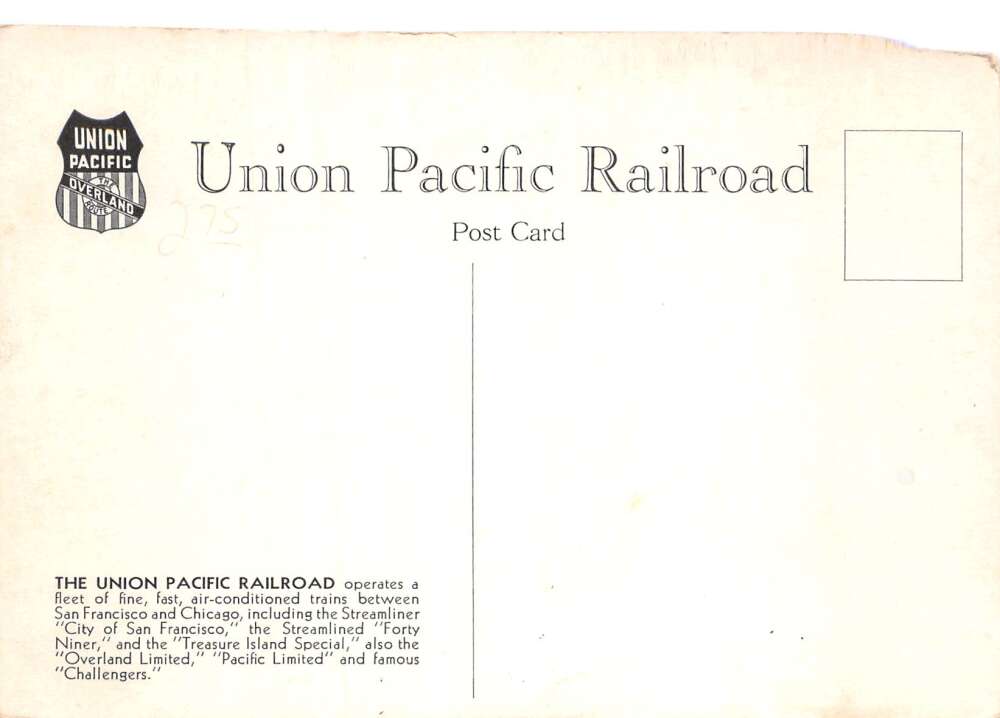 UNION
PACIFIC
THE
OVERLAND
ROUTE
Union Pacific Railroad
Post Card
275
THE UNION PACIFIC RAILROAD operates a
fleet of fine, fast, air-conditioned trains between
San Francisco and Chicago, including the Streamliner
"City of San Francisco," the Streamlined "Forty
Niner," and the "Treasure Island Special," also the
"Overland Limited," "Pacific Limited" and famous
"Challengers."